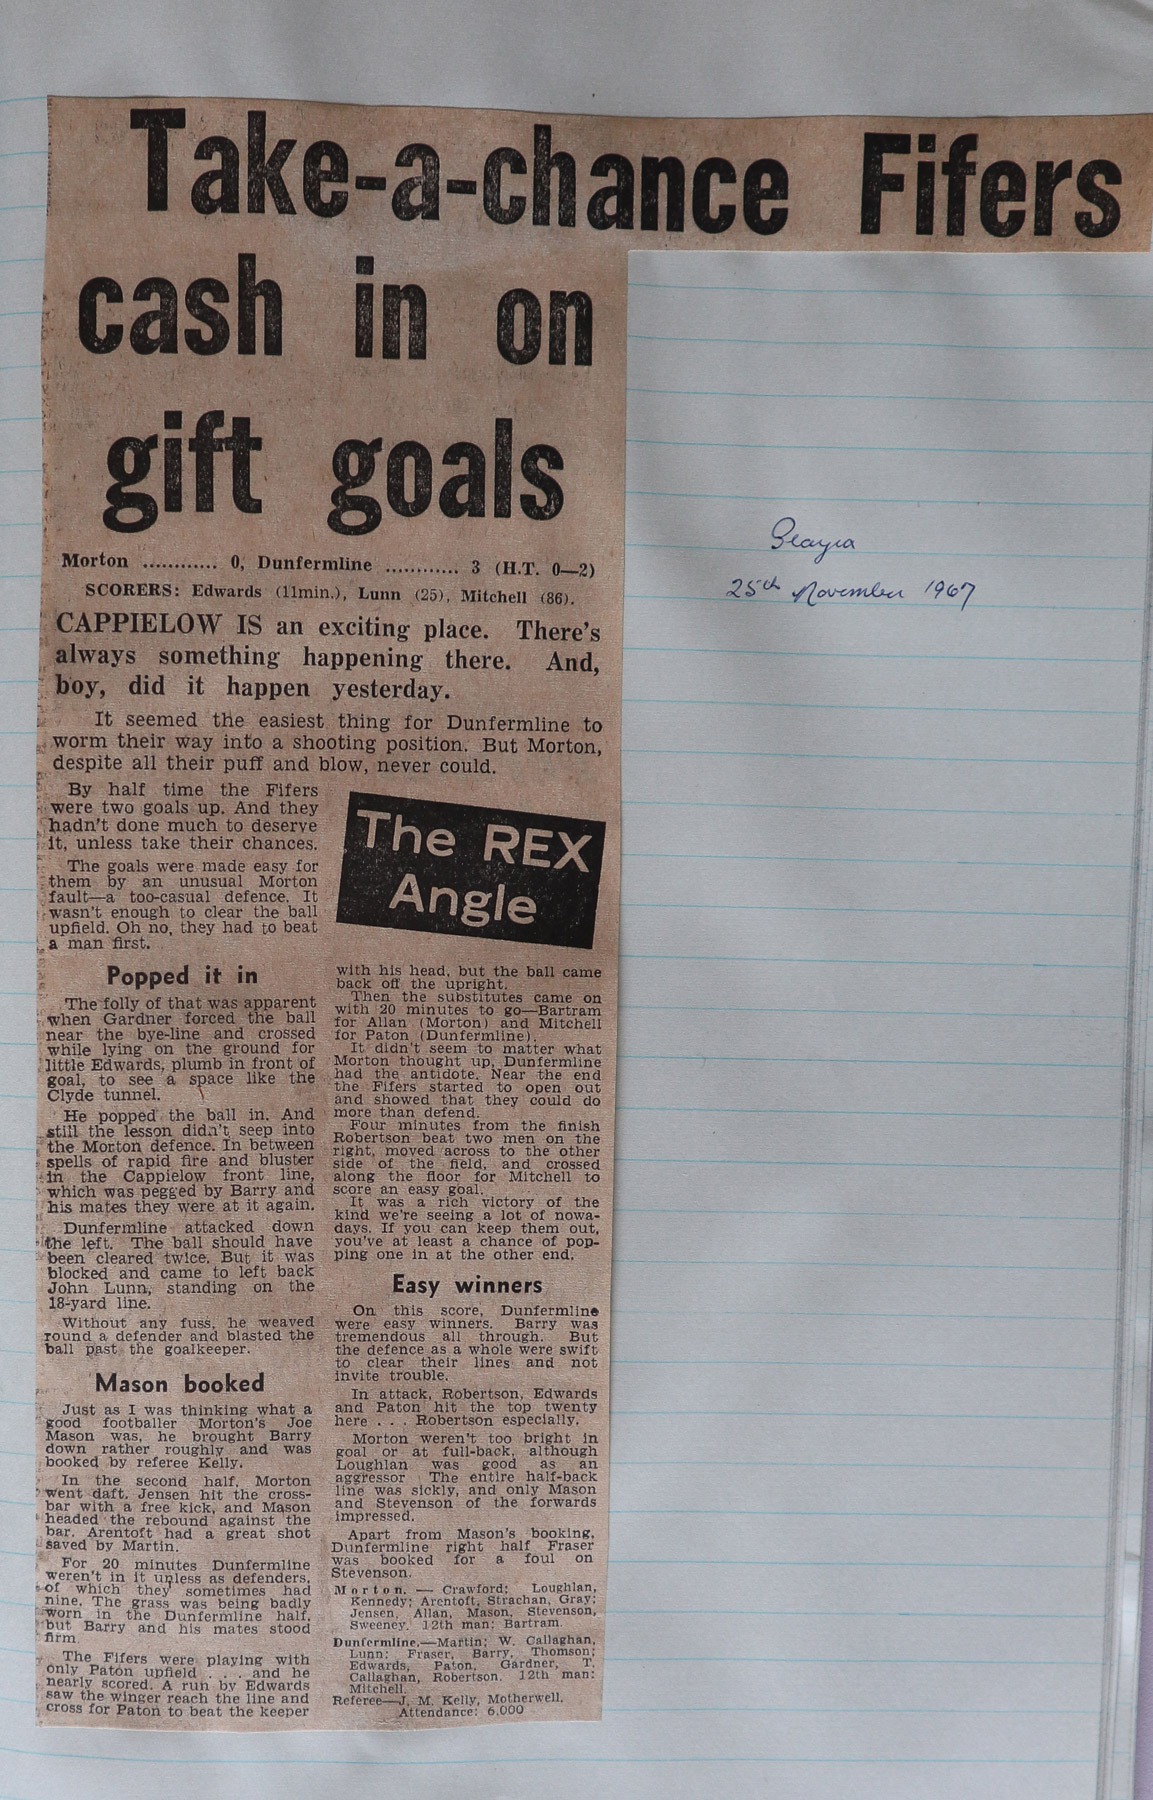 Take-a-chance Fifers
cash in on
gift goals
Morton ............ 0, Dunfermline ............ 3 (H.T. 0—2)
SCORERS: Edwards (11min.), Lunn (25), Mitchell (86).
CAPPIELOW IS an exciting place. There's
always something happening there. And,
boy, did it happen yesterday.
It seemed the easiest thing for Dunfermline to
worm their way into a shooting position. But Morton,
despite all their puff and blow, never could.
By half time the Fifers
were two goals up. And they
hadn't done much to deserve
it, unless take their chances.
The goals were made easy for
them by an unusual Morton
fault—a too-casual defence. It
wasn't enough to clear the ball
upfield. Oh no, they had to beat
a man first.
Popped it in
The folly of that was apparent
when Gardner forced the ball
near the bye-line and crossed
while lying on the ground for
little Edwards, plumb in front of
goal, to see a space like the
Clyde tunnel.
He popped the ball in. And
still the lesson didn't seep into
the Morton defence. In between
spells of rapid fire and bluster
in the Cappielow front line,
which was pegged by Barry and
his mates they were at it again.
Dunfermline attacked down
the left. The ball should have
been cleared twice. But it was
blocked and came to left back
John Lunn, standing on the
18-yard line.
Without any fuss, he weaved
round a defender and blasted the
ball past the goalkeeper.
Mason booked
Just as I was thinking what a
good footballer Morton's Joe
Mason was, he brought Barry
down rather roughly and was
booked by referee Kelly.
In the second half, Morton
went daft. Jensen hit the cross-
bar with a free kick, and Mason
headed the rebound against the
bar. Arentoft had a great shot
saved by Martin.
For 20 minutes Dunfermline
weren't in it unless as defenders,
of which they sometimes had
nine. The grass was being badly
worn in the Dunfermline half,
but Barry and his mates stood
firm.
The Fifers were playing with
only Paton upfield . . . and he
nearly scored. A run by Edwards
saw the winger reach the line and
cross for Paton to beat the keeper
The REX
Angle
with his head, but the ball came
back off the upright.
Then the substitutes came on
with 20 minutes to go—Bartram
for Allan (Morton) and Mitchell
for Paton (Dunfermline).
It didn't seem to matter what
Morton thought up, Dunfermline
had the antidote. Near the end
the Fifers started to open out
and showed that they could do
more than defend.
Four minutes from the finish
Robertson beat two men on the
right, moved across to the other
side of the field, and crossed
along the floor for Mitchell to
score an easy goal.
It was a rich victory of the
kind we're seeing a lot of nowa-
days. If you can keep them out,
you've at least a chance of pop-
ping one in at the other end.
Easy winners
On this score, Dunfermline
were easy winners. Barry was
tremendous all through. But
the defence as a whole were swift
to clear their lines and not
invite trouble.
In attack, Robertson, Edwards
and Paton hit the top twenty
here . . . Robertson especially.
Morton weren't too bright in
goal or at full-back, although
Loughlan was good as an
aggressor The entire half-back
line was sickly, and only Mason
and Stevenson of the forwards
impressed.
Apart from Mason's booking,
Dunfermline right half Fraser
was booked for a foul on
Stevenson.
Morton. — Crawford; Loughlan,
Kennedy; Arentoft, Strachan, Gray;
Jensen, Allan, Mason, Stevenson,
Sweeney. 12th man; Bartram.
Dunfermline.—Martin; W. Callaghan,
Lunn; Fraser, Barry, Thomson;
Edwards, Paton, Gardner, T.
Callaghan, Robertson. 12th man:
Mitchell.
Referee—J. M. Kelly, Motherwell.
Attendance: 6,000
25th November 1967